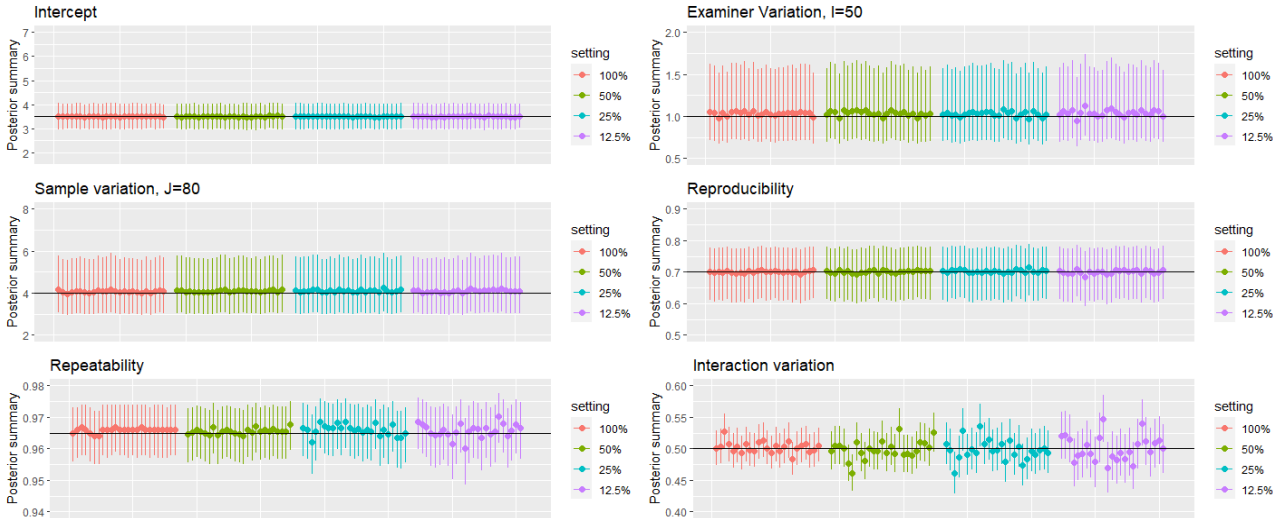 Intercept
Posterior summary
7
6
5
4
3
2
setting
100%
50%
25%
12.5%
Examiner Variation, I=50
Posterior summary
2.0
1.5
1.0
0.5
setting
100%
50%
25%
12.5%
Sample variation, J=80
Posterior summary
8
6
4
2
setting
100%
50%
25%
12.5%
Reproducibility
Posterior summary
0.9
0.8
0.7
0.6
0.5
setting
100%
50%
25%
12.5%
Repeatability
Posterior summary
0.98
0.97
0.96
0.95
0.94
setting
100%
50%
25%
12.5%
Interaction variation
Posterior summary
0.60
0.55
0.50
0.45
0.40
setting
100%
50%
25%
12.5%